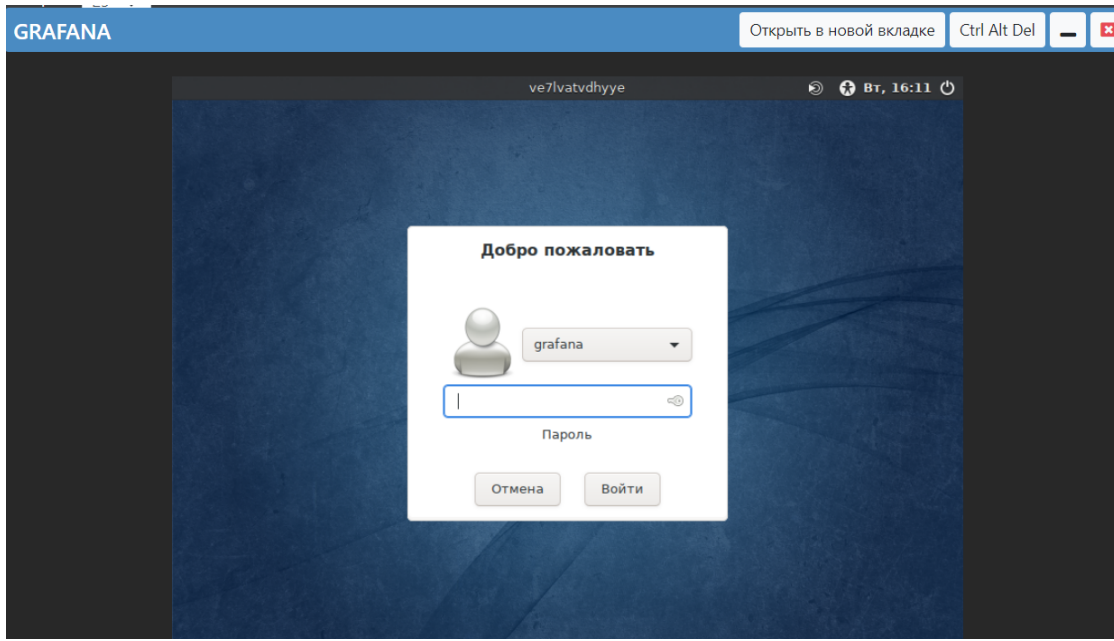 GRAFANA
Открыть в новой вкладке
Ctrl Alt Del
ve7lvatvdhyye
Вт, 16:11
Добро пожаловать
grafana
Пароль
Отмена
Войти